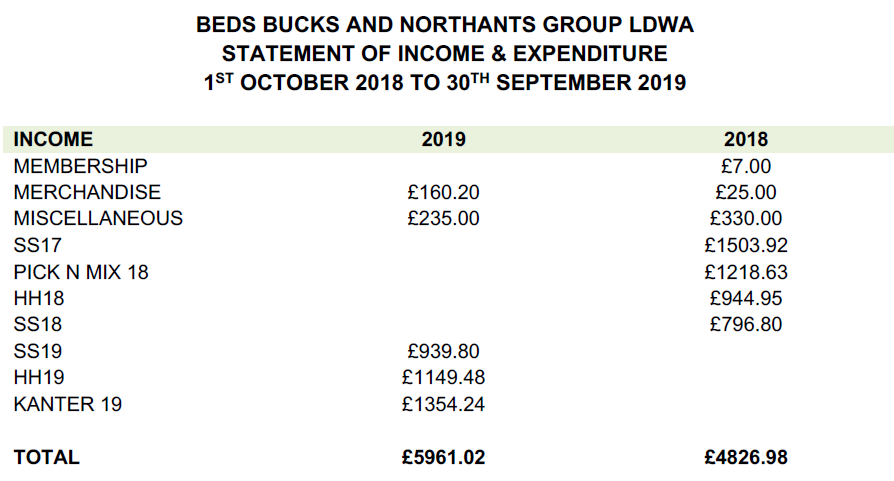 BEDS BUCKS AND NORTHANTS GROUP LDWA
STATEMENT OF INCOME & EXPENDITURE
1ST OCTOBER 2018 TO 30TH SEPTEMBER 2019
INCOME 2019 2018
MEMBERSHIP £7.00
MERCHANDISE £160.20 £25.00
MISCELLANEOUS £235.00 £330.00
SS17 £1503.92
PICK N MIX 18 £1218.63
HH18 £944.95
SS18 £796.80
SS19 £939.80
HH19 £1149.48
KANTER 19 £1354.24
TOTAL £5961.02 £4826.98